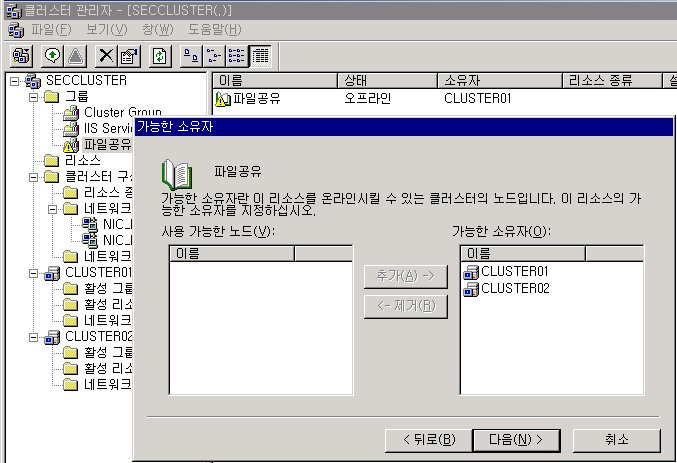 클러스터 관리자 - [SECCLUSTER(.)]
파일(F) 보기(V) 창(W) 도움말(H)
SECCLUSTER
그룹
Cluster Group
IIS Servi
파일공유
리소스
클러스터 구
리소스 종
네트워크
NIC_
NIC_
네트워크
CLUSTER01
활성 그룹
활성 리소
네트워크
CLUSTER02
활성 그룹
활성 리소
네트워크
이름 상태 소유자 리소스 종류 설
파일공유 오프라인 CLUSTER01
가능한 소유자
파일공유
가능한 소유자란 이 리소스를 온라인시킬 수 있는 클러스터의 노드입니다. 이 리소스의 가
능한 소유자를 지정하십시오.
사용 가능한 노드(V): 가능한 소유자(O):
이름 이름
CLUSTER01
CLUSTER02
추가(A) ->
<- 제거(R)
< 뒤로(B) 다음(N) > 취소